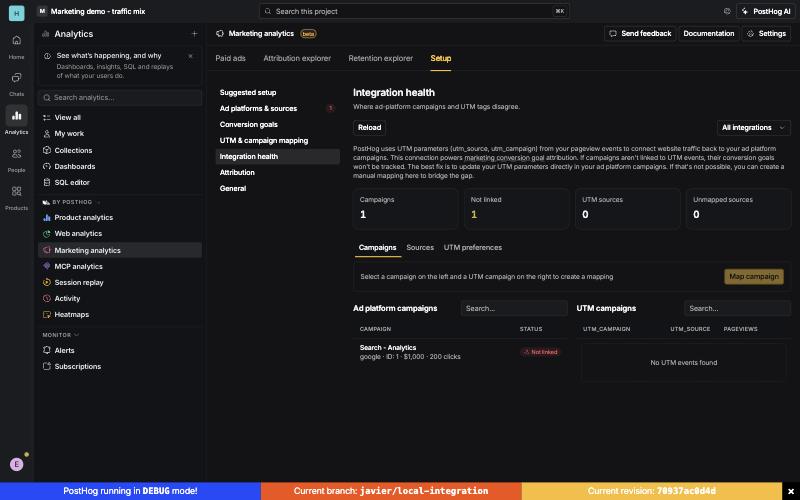 H
M Marketing demo - traffic mix
Search this project
⌘K
PostHog AI
Home
Chats
Analytics
People
Products
E
Analytics
See what's happening, and why
Dashboards, insights, SQL and replays
of what your users do.
Search analytics...
View all
My work
Collections
Dashboards
SQL editor
BY POSTHOG
Product analytics
Web analytics
Marketing analytics
MCP analytics
Session replay
Activity
Heatmaps
MONITOR
Alerts
Subscriptions
Marketing analytics beta
Send feedback
Documentation
Settings
Paid ads
Attribution explorer
Retention explorer
Setup
Suggested setup
Ad platforms & sources 1
Conversion goals
UTM & campaign mapping
Integration health
Attribution
General
Integration health
Where ad-platform campaigns and UTM tags disagree.
Reload
All integrations
PostHog uses UTM parameters (utm_source, utm_campaign) from your pageview events to connect website traffic back to your ad platform
campaigns. This connection powers marketing conversion goal attribution. If campaigns aren't linked to UTM events, their conversion goals
won't be tracked. The best fix is to update your UTM parameters directly in your ad platform campaigns. If that's not possible, you can create a
manual mapping here to bridge the gap.
Campaigns
1
Not linked
1
UTM sources
0
Unmapped sources
0
Campaigns
Sources
UTM preferences
Select a campaign on the left and a UTM campaign on the right to create a mapping
Map campaign
Ad platform campaigns
Search...
CAMPAIGN
STATUS
Search - Analytics
google · ID: 1 · $1,000 · 200 clicks
Not linked
UTM campaigns
Search...
UTM_CAMPAIGN
UTM_SOURCE
PAGEVIEWS
No UTM events found
PostHog running in DEBUG mode!
Current branch: javier/local-integration
Current revision: 70937ac0d4d